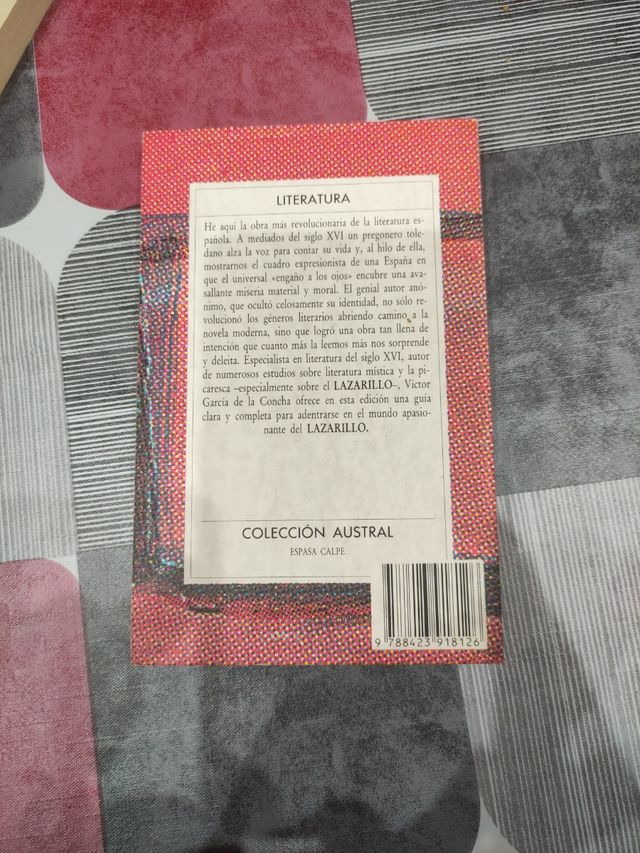 LITERATURA
He aquí la obra más revolucionaria de la literatura es-
pañola. A mediados del siglo XVI un pregonero tole-
dano alza la voz para contar su vida y, al hilo de ella,
mostrarnos el cuadro expresionista de una España en
que el universal «engaño a los ojos» encubre una ava-
sallante miseria material y moral. El genial autor anó-
nimo, que ocultó celosamente su identidad, no sólo re-
volucionó los géneros literarios abriendo camino a la
novela moderna, sino que logró una obra tan llena de
intención que cuanto más la leemos más nos sorprende
y deleita. Especialista en literatura del siglo XVI, autor
de numerosos estudios sobre literatura mística y la pi-
caresca –especialmente sobre el LAZARILLO–, Víctor
García de la Concha ofrece en esta edición una guía
clara y completa para adentrarse en el mundo apasio-
nante del LAZARILLO.
COLECCIÓN AUSTRAL
ESPASA CALPE
9 788423 918126